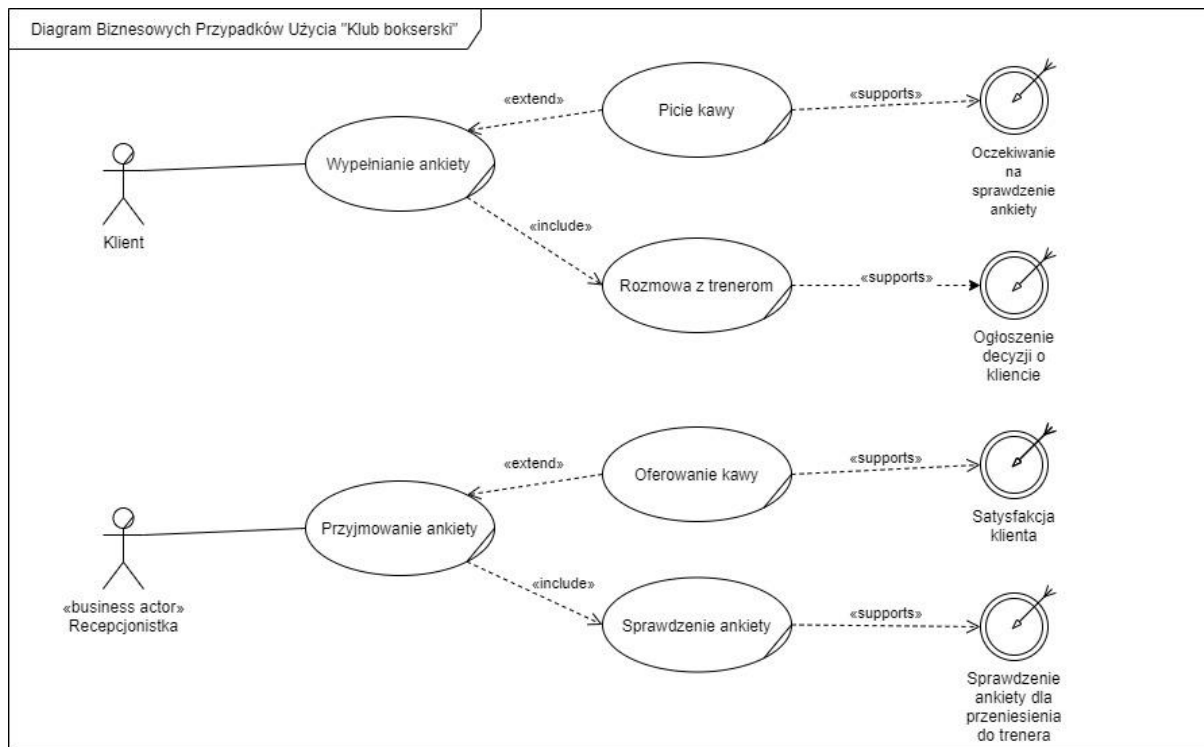 Diagram Biznesowych Przypadków Użycia "Klub bokserski"
«extend»
Picie kawy
«supports»
Oczekiwanie
na
sprawdzenie
ankiety
Wypełnianie ankiety
Klient
«include»
Rozmowa z trenerom
«supports»
Ogłoszenie
decyzji o
kliencie
«extend»
Oferowanie kawy
«supports»
Satysfakcja
klienta
Przyjmowanie ankiety
«business actor»
Recepcjonistka
«include»
Sprawdzenie ankiety
«supports»
Sprawdzenie
ankiety dla
przeniesienia
do trenera